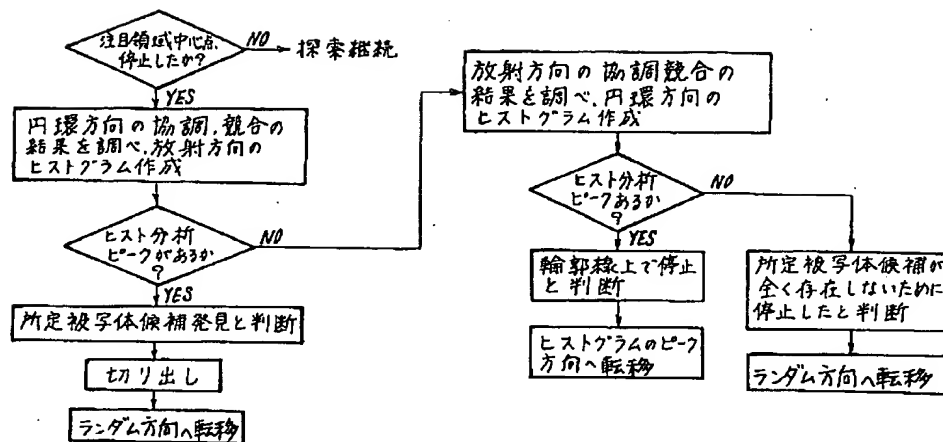 注目領域中心点
停止したか?
NO
探索継続
YES
円環方向の協調,競合の
結果を調べ,放射方向の
ヒストグラム作成
ヒスト分析
ピークがあるか
?
NO
YES
所定被写体候補発見と判断
切り出し
ランダム方向へ転移
放射方向の協調競合の
結果を調べ,円環方向の
ヒストグラム作成
ヒスト分析
ピークあるか
?
NO
YES
輪郭線上で停止
と判断
ヒストグラムのピーク
方向へ転移
所定被写体候補が
全く存在しないために
停止したと判断
ランダム方向へ転移